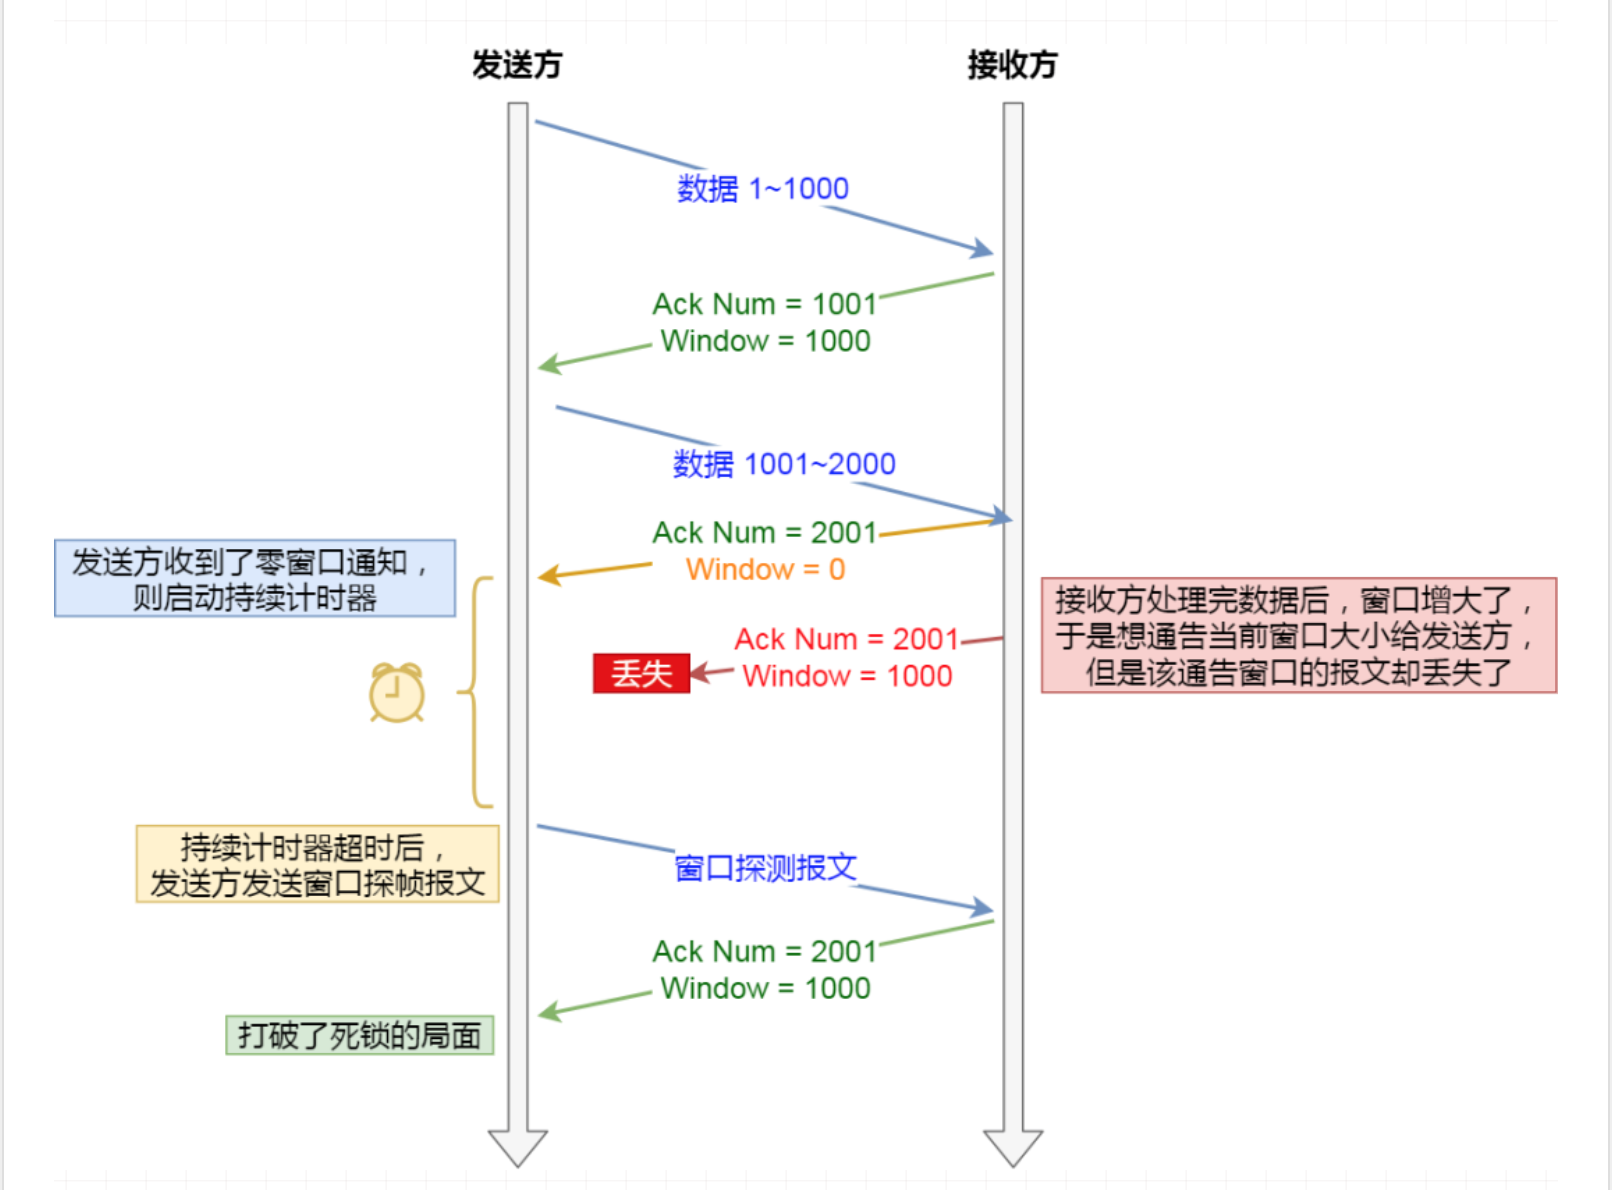 发送方
接收方
数据 1~1000
Ack Num = 1001
Window = 1000
数据 1001~2000
Ack Num = 2001
Window = 0
发送方收到了零窗口通知，
则启动持续计时器
接收方处理完数据后，窗口增大了，
于是想通告当前窗口大小给发送方，
但是该通告窗口的报文却丢失了
Ack Num = 2001
Window = 1000
丢失
持续计时器超时后，
发送方发送窗口探帧报文
窗口探测报文
Ack Num = 2001
Window = 1000
打破了死锁的局面